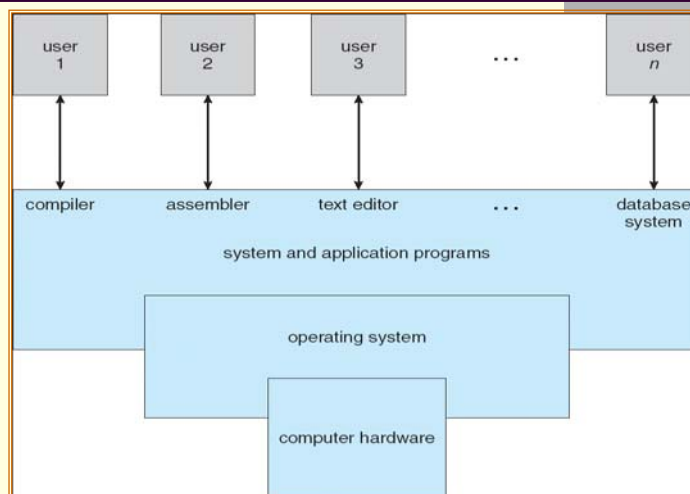 user
1
user
2
user
3
...
user
n
compiler
assembler
text editor
...
database
system
system and application programs
operating system
computer hardware